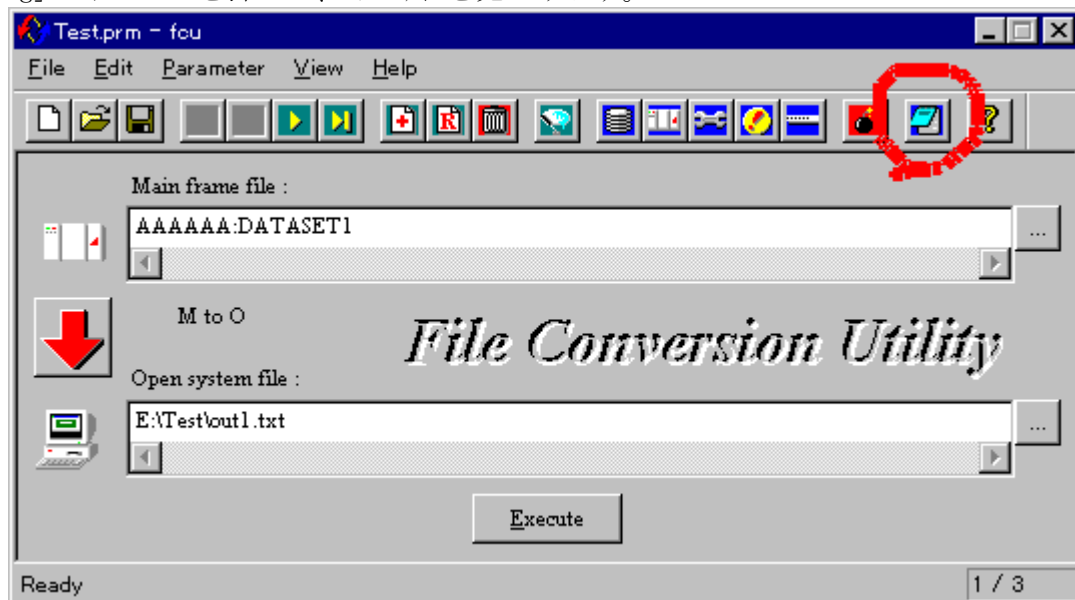 Test.prm - fcu
File Edit Parameter View Help
R ?
Main frame file :
AAAAAA:DATASET1
...
M to O
File Conversion Utility
Open system file :
E:\Test\out1.txt
...
Execute
Ready 1 / 3